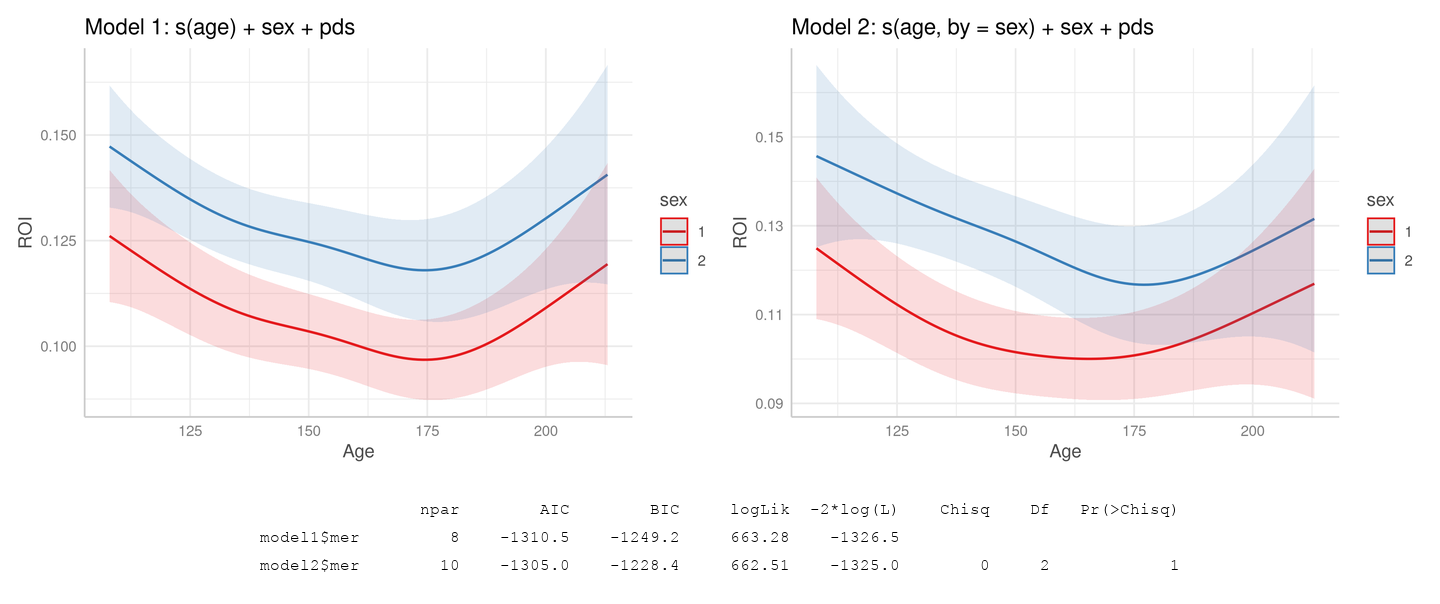 Model 1: s(age) + sex + pds
0.150
0.125
0.100
ROI
125 150 175 200
Age
sex
1
2
Model 2: s(age, by = sex) + sex + pds
0.15
0.13
0.11
0.09
ROI
125 150 175 200
Age
sex
1
2
npar AIC BIC logLik -2*log(L) Chisq Df Pr(>Chisq)
model1$mer 8 -1310.5 -1249.2 663.28 -1326.5
model2$mer 10 -1305.0 -1228.4 662.51 -1325.0 0 2 1